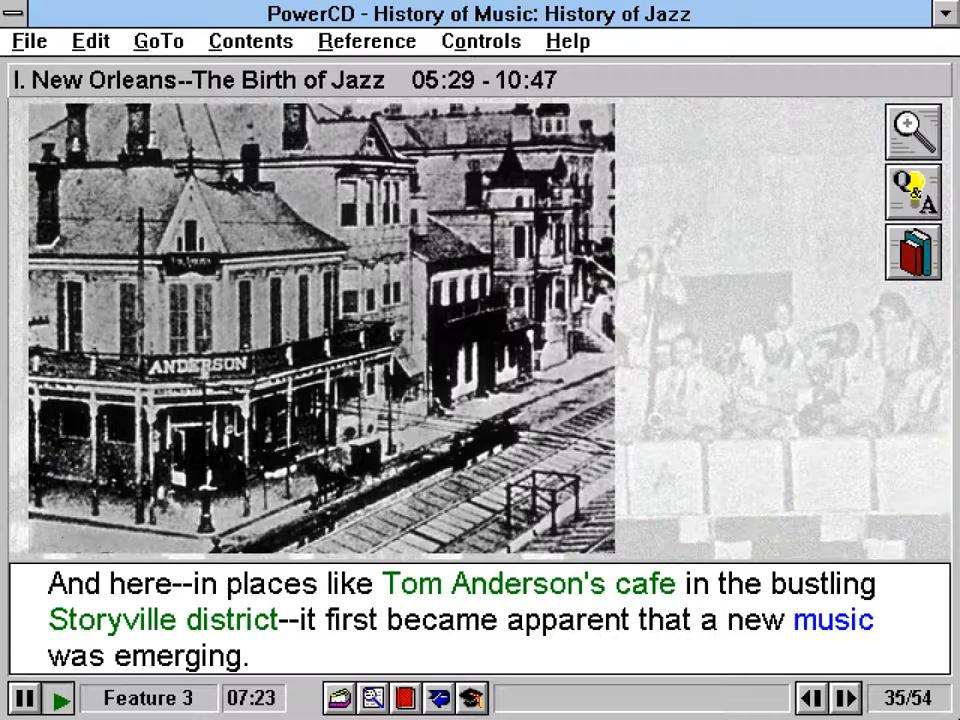 PowerCD - History of Music: History of Jazz
File Edit GoTo Contents Reference Controls Help
I. New Orleans--The Birth of Jazz 05:29 - 10:47
Q
&
A
ANDERSON
And here--in places like Tom Anderson's cafe in the bustling
Storyville district--it first became apparent that a new music
was emerging.
Feature 3 07:23 35/54